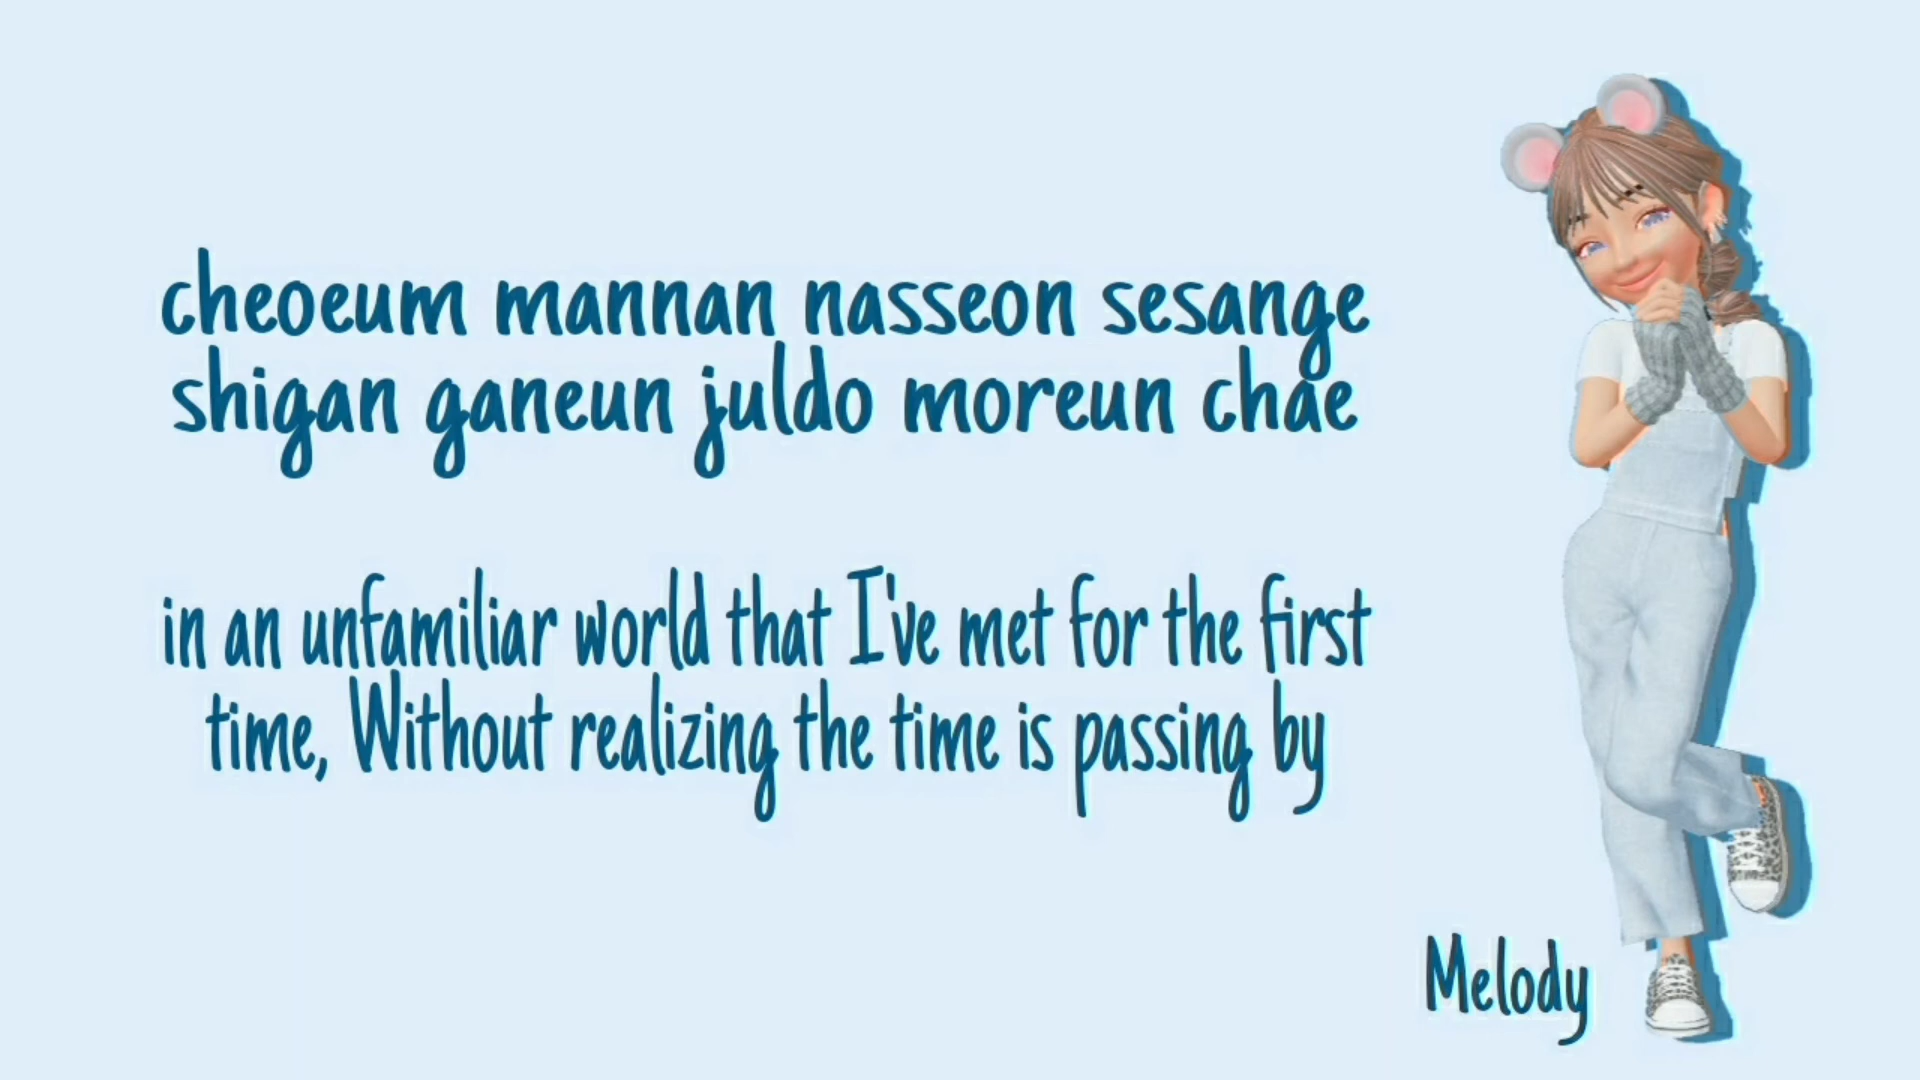 cheoeum mannan nasseon sesange
shigan ganeun juldo moreun chae
in an unfamiliar world that I've met for the first
time, Without realizing the time is passing by
Melody